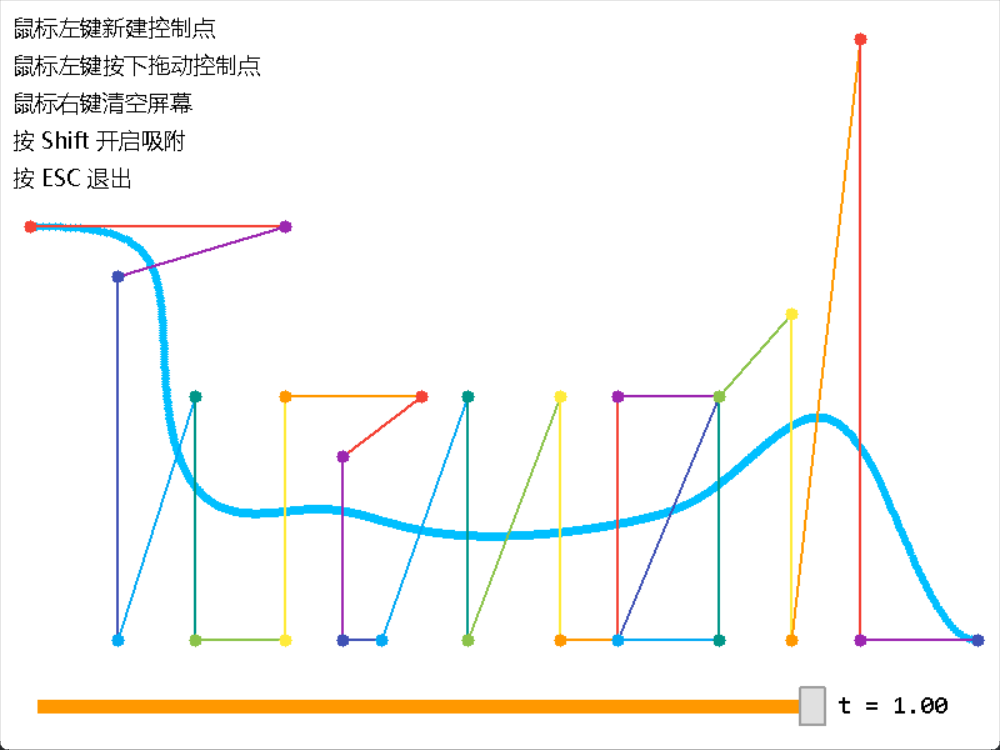 鼠标左键新建控制点
鼠标左键按下拖动控制点
鼠标右键清空屏幕
按 Shift 开启吸附
按 ESC 退出
t = 1.00